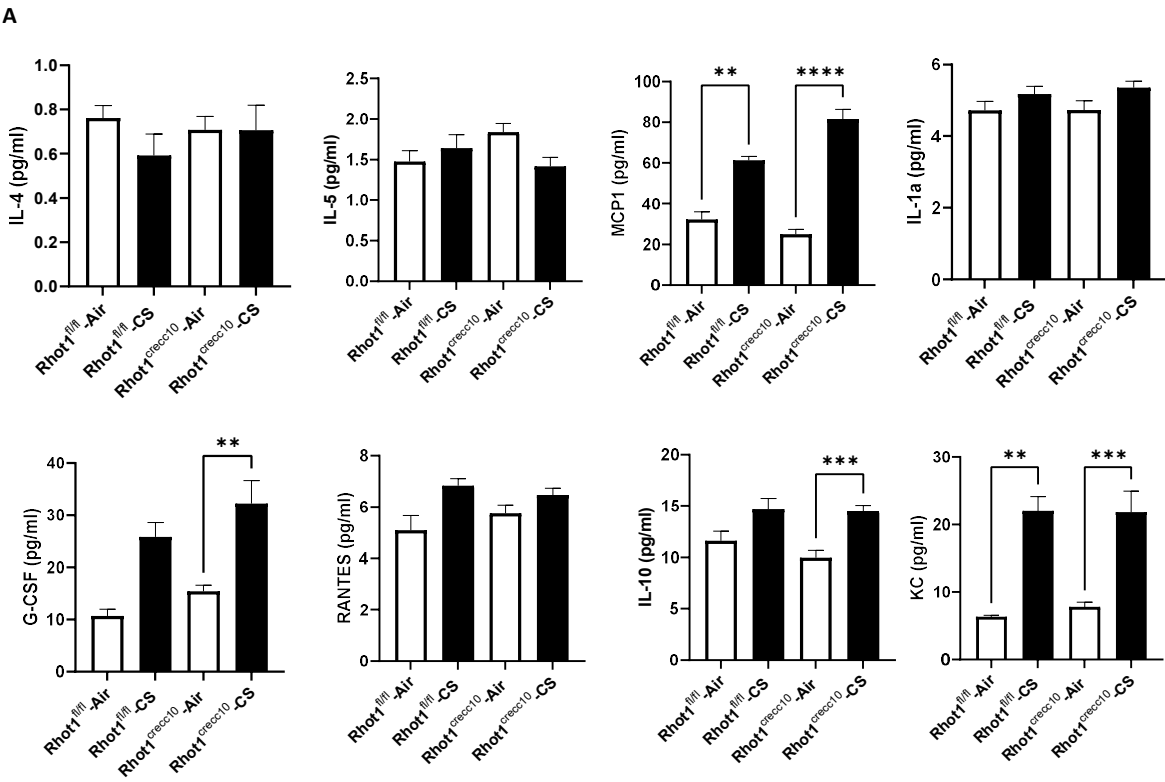 A
IL-4 (pg/ml)
1.0
0.8
0.6
0.4
0.2
0.0
Rhot1fl/fl-Air
Rhot1fl/fl-CS
Rhot1crecc10-Air
Rhot1crecc10-CS
IL-5 (pg/ml)
2.5
2.0
1.5
1.0
0.5
0.0
Rhot1fl/fl-Air
Rhot1fl/fl-CS
Rhot1crecc10-Air
Rhot1crecc10-CS
MCP1 (pg/ml)
100
80
60
40
20
0
** ****
Rhot1fl/fl-Air
Rhot1fl/fl-CS
Rhot1crecc10-Air
Rhot1crecc10-CS
IL-1a (pg/ml)
6
4
2
0
Rhot1fl/fl-Air
Rhot1fl/fl-CS
Rhot1crecc10-Air
Rhot1crecc10-CS
G-CSF (pg/ml)
40
30
20
10
0
**
Rhot1fl/fl-Air
Rhot1fl/fl-CS
Rhot1crecc10-Air
Rhot1crecc10-CS
RANTES (pg/ml)
8
6
4
2
0
Rhot1fl/fl-Air
Rhot1fl/fl-CS
Rhot1crecc10-Air
Rhot1crecc10-CS
IL-10 (pg/ml)
20
15
10
5
0
***
Rhot1fl/fl-Air
Rhot1fl/fl-CS
Rhot1crecc10-Air
Rhot1crecc10-CS
KC (pg/ml)
30
20
10
0
** ***
Rhot1fl/fl-Air
Rhot1fl/fl-CS
Rhot1crecc10-Air
Rhot1crecc10-CS